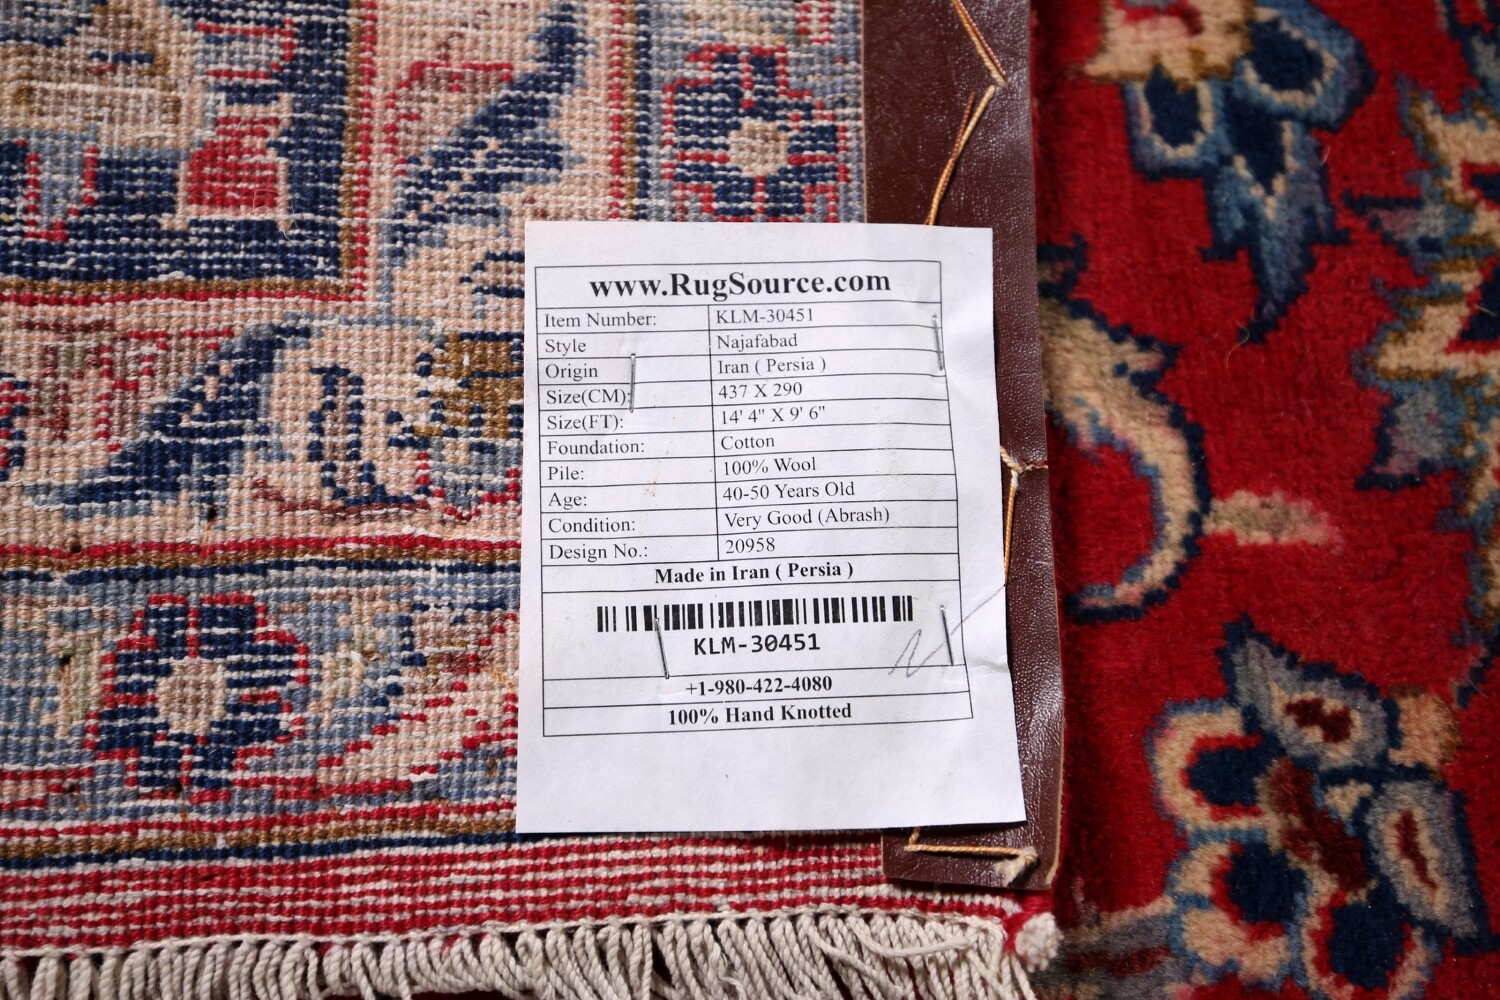 www.RugSource.com
Item Number: KLM-30451
Style Najafabad
Origin Iran ( Persia )
Size(CM): 437 X 290
Size(FT): 14' 4" X 9' 6"
Foundation: Cotton
Pile: 100% Wool
Age: 40-50 Years Old
Condition: Very Good (Abrash)
Design No.: 20958
Made in Iran ( Persia )
KLM-30451
+1-980-422-4080
100% Hand Knotted